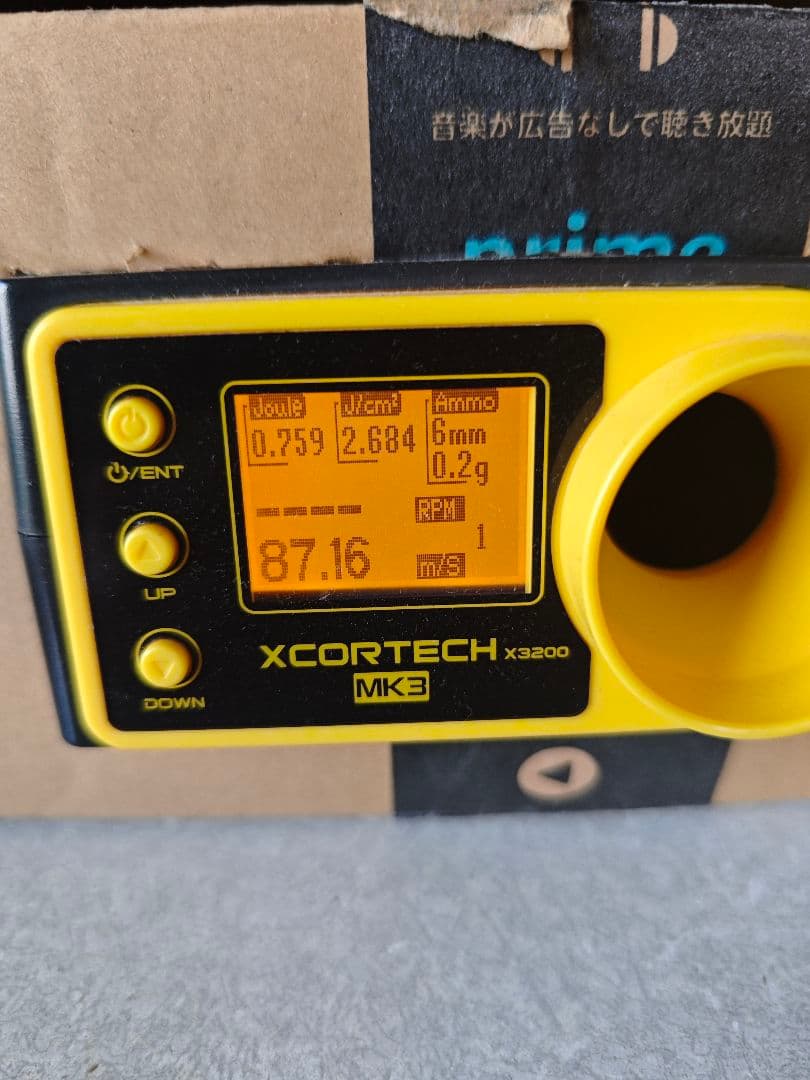 音楽が広告なしで聴き放題
prime
Joule J/cm² Ammo
0.759 2.684 6mm
0.2g
---- RPM
1
87.16 m/S
/ENT
UP
DOWN
XCORTECH X3200
MK3